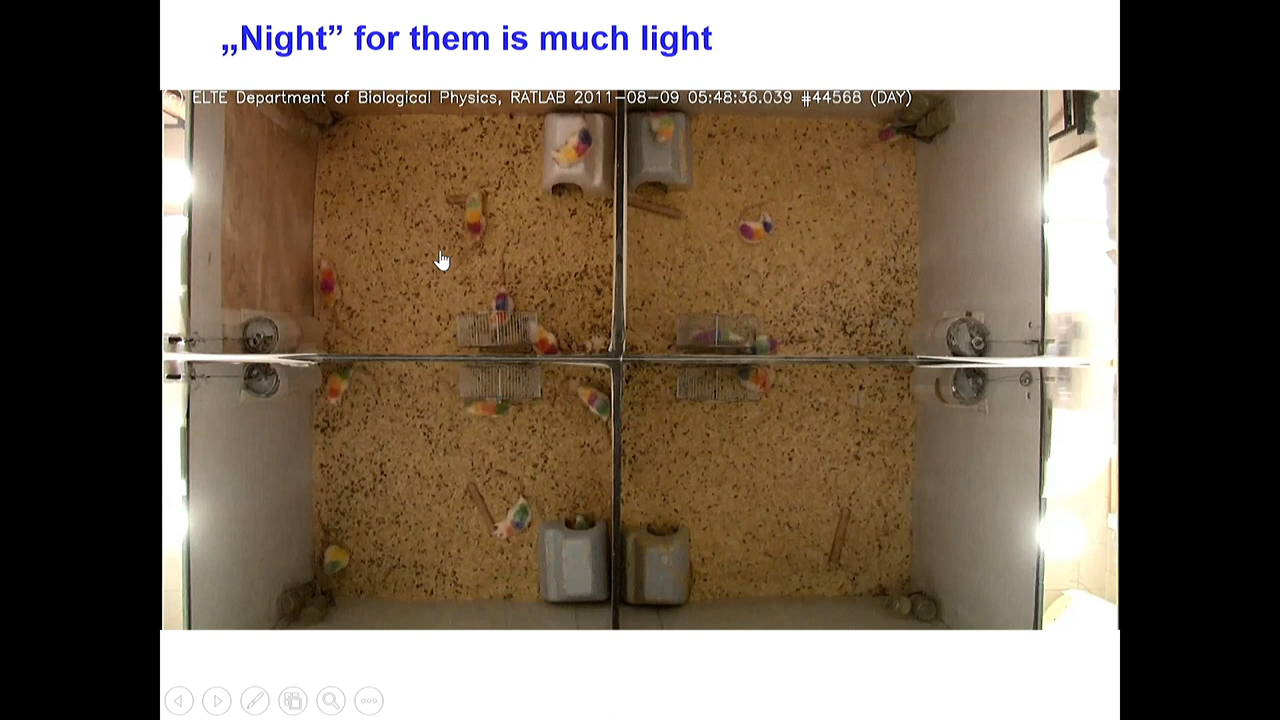 „Night” for them is much light
(c) ELTE Department of Biological Physics, RATLAB 2011-08-09 05:48:36.039 #44568 (DAY)